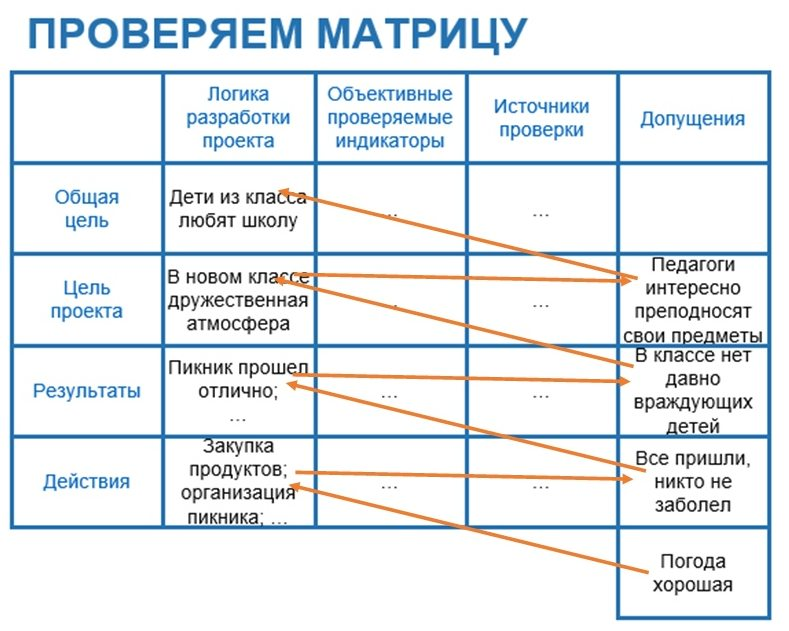 ПРОВЕРЯЕМ МАТРИЦУ
Логика
разработки
проекта
Объективные
проверяемые
индикаторы
Источники
проверки
Допущения
Общая
цель
Дети из класса
любят школу
...
...
Цель
проекта
В новом классе
дружественная
атмосфера
...
...
Педагоги
интересно
преподносят
свои предметы
Результаты
Пикник прошел
отлично;
...
...
...
В классе нет
давно
враждующих
детей
Действия
Закупка
продуктов;
организация
пикника; ...
...
...
Все пришли,
никто не
заболел
Погода
хорошая